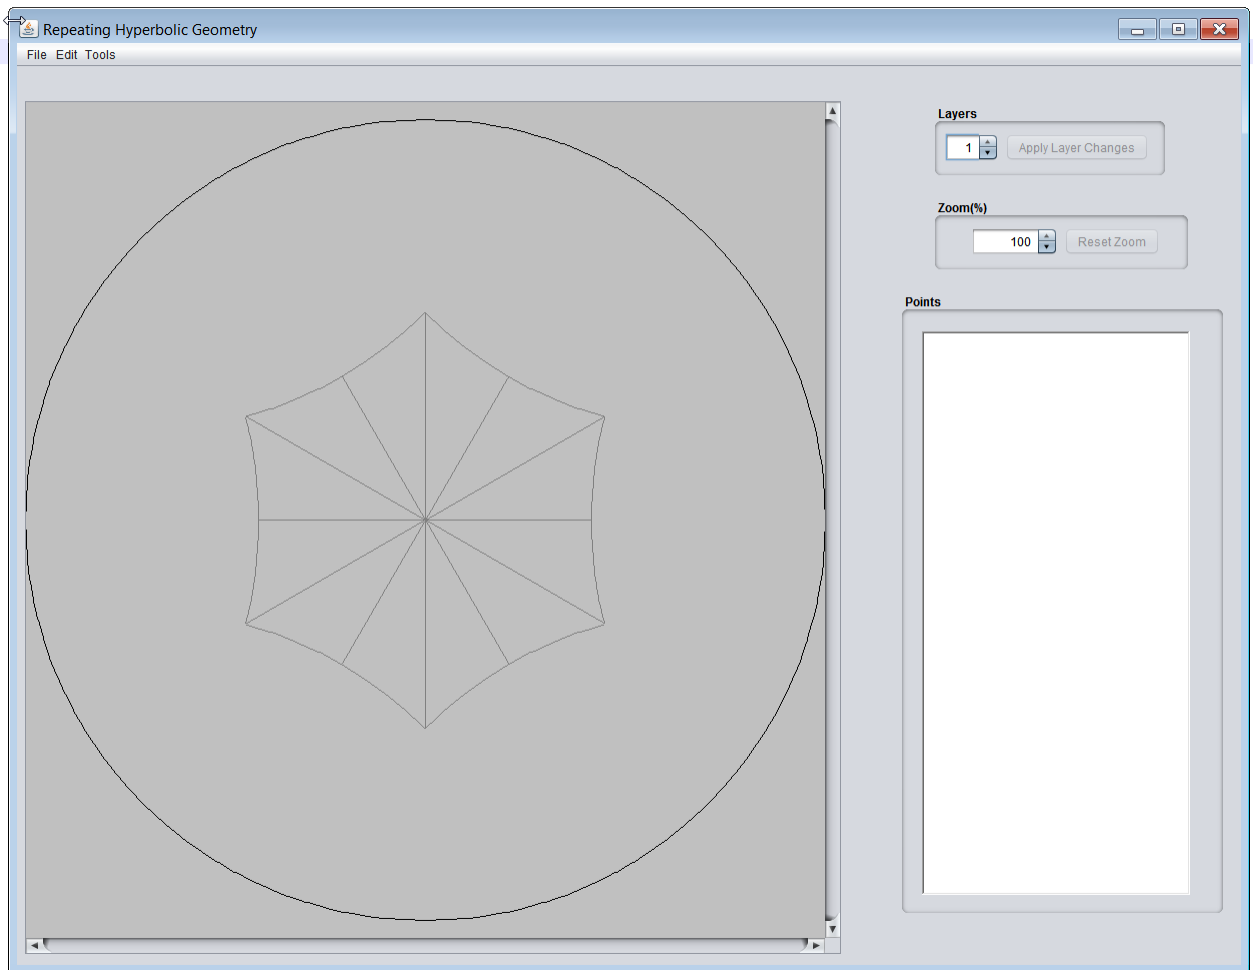 Repeating Hyperbolic Geometry
File Edit Tools
Layers
1 Apply Layer Changes
Zoom(%)
100 Reset Zoom
Points